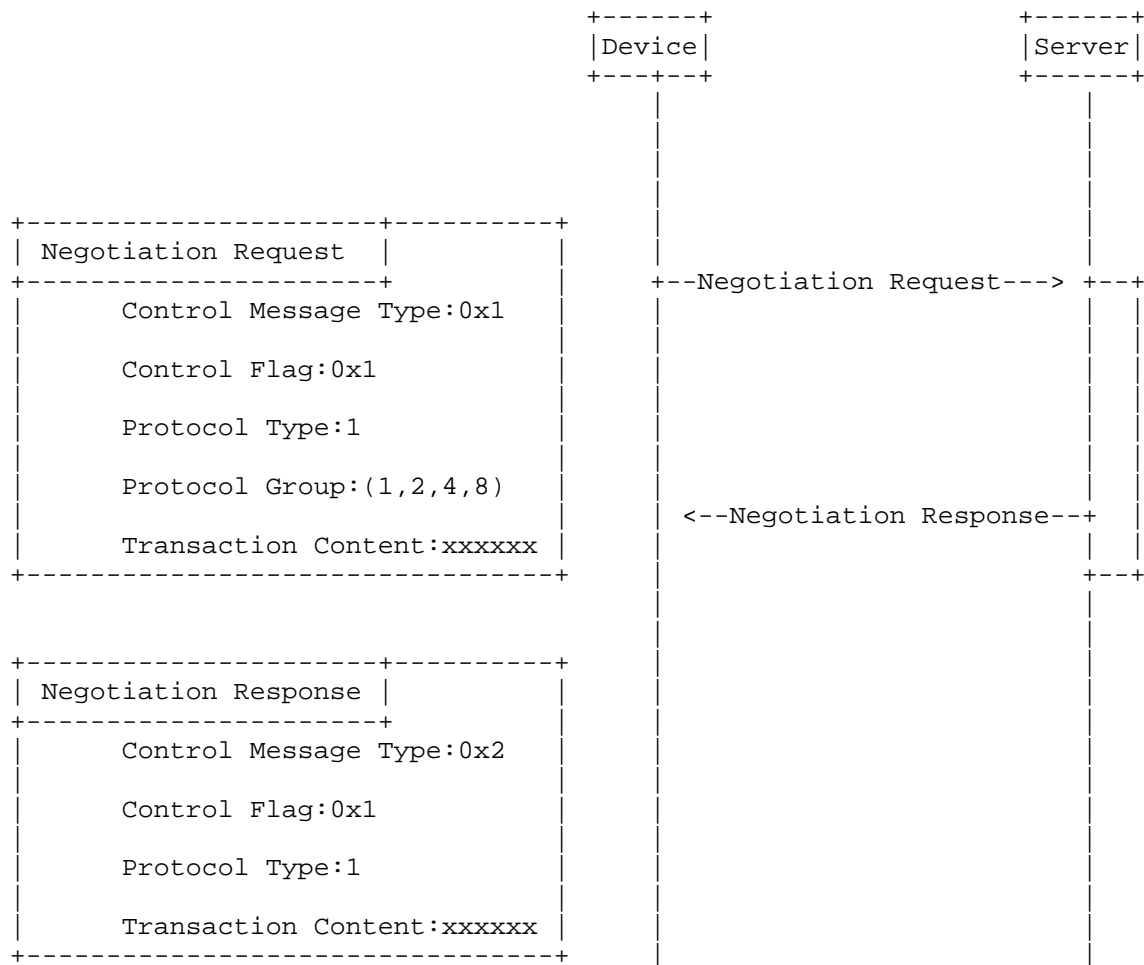 Device Server
Negotiation Request
--Negotiation Request--->
Control Message Type:0x1
Control Flag:0x1
Protocol Type:1
Protocol Group:(1,2,4,8)
<--Negotiation Response--
Transaction Content:xxxxxx
Negotiation Response
Control Message Type:0x2
Control Flag:0x1
Protocol Type:1
Transaction Content:xxxxxx